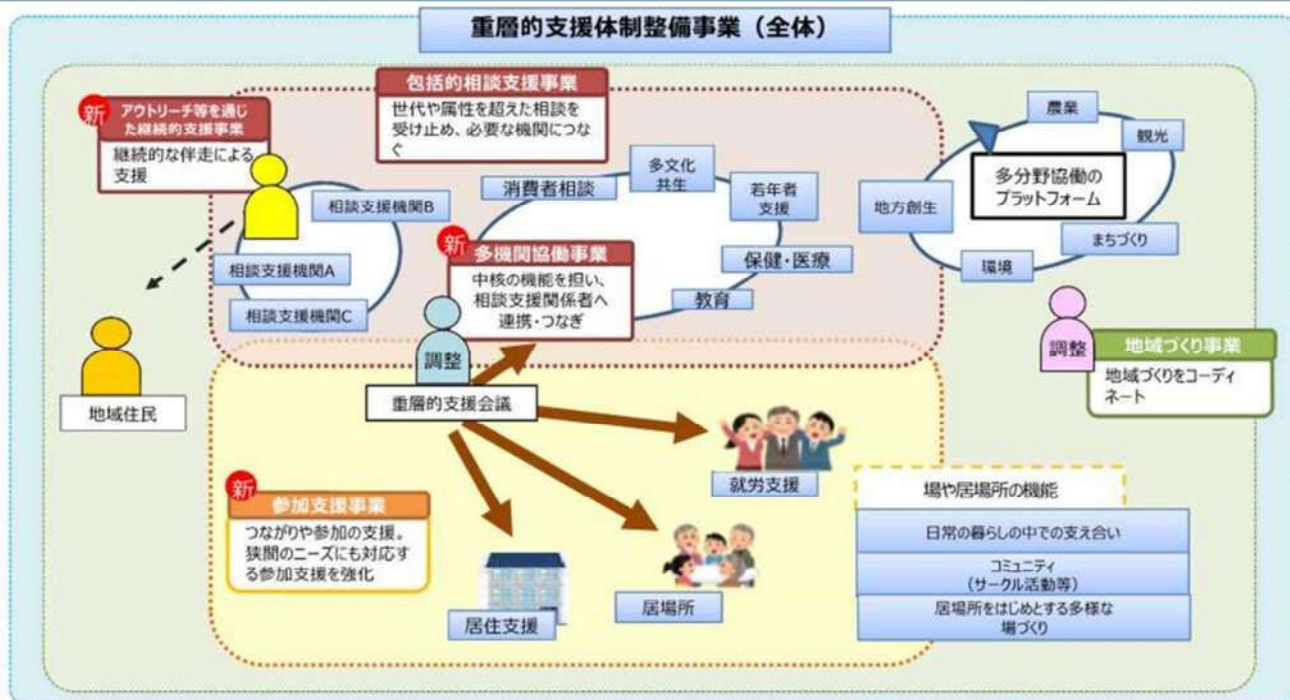 重層的支援体制整備事業（全体）
新
アウトリーチ等を通じ
た継続的支援事業
継続的な伴走による
支援
包括的相談支援事業
世代や属性を超えた相談を
受け止め、必要な機関につな
ぐ
相談支援機関B
相談支援機関A
相談支援機関C
消費者相談
多文化
共生
若年者
支援
保健・医療
教育
新
多機関協働事業
中核の機能を担い、
相談支援関係者へ
連携・つなぎ
調整
重層的支援会議
地域住民
農業
観光
多分野協働の
プラットフォーム
地方創生
まちづくり
環境
調整
地域づくり事業
地域づくりをコーディ
ネート
新
参加支援事業
つながりや参加の支援。
狭間のニーズにも対応す
る参加支援を強化
就労支援
居場所
居住支援
場や居場所の機能
日常の暮らしの中での支え合い
コミュニティ
（サークル活動等）
居場所をはじめとする多様な
場づくり